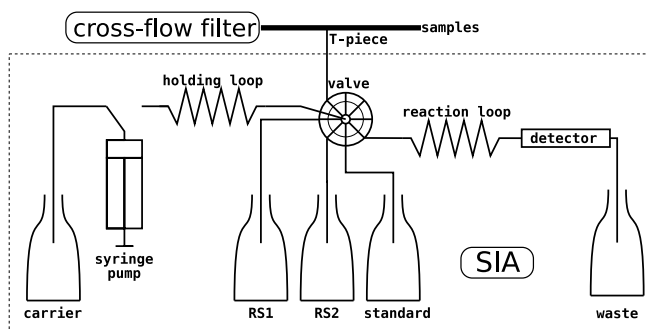 cross-flow filter
samples
T-piece
holding loop
valve
reaction loop
detector
syringe
pump
SIA
carrier
RS1
RS2
standard
waste